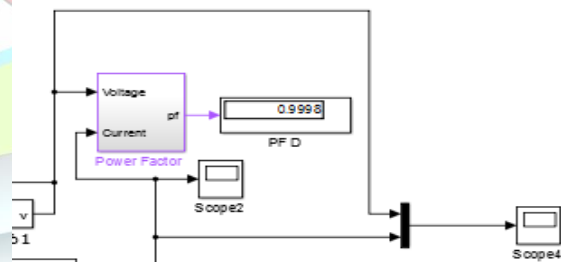 Voltage
pf
Current
Power Factor
0.9998
PF D
Scope2
v
Scope4